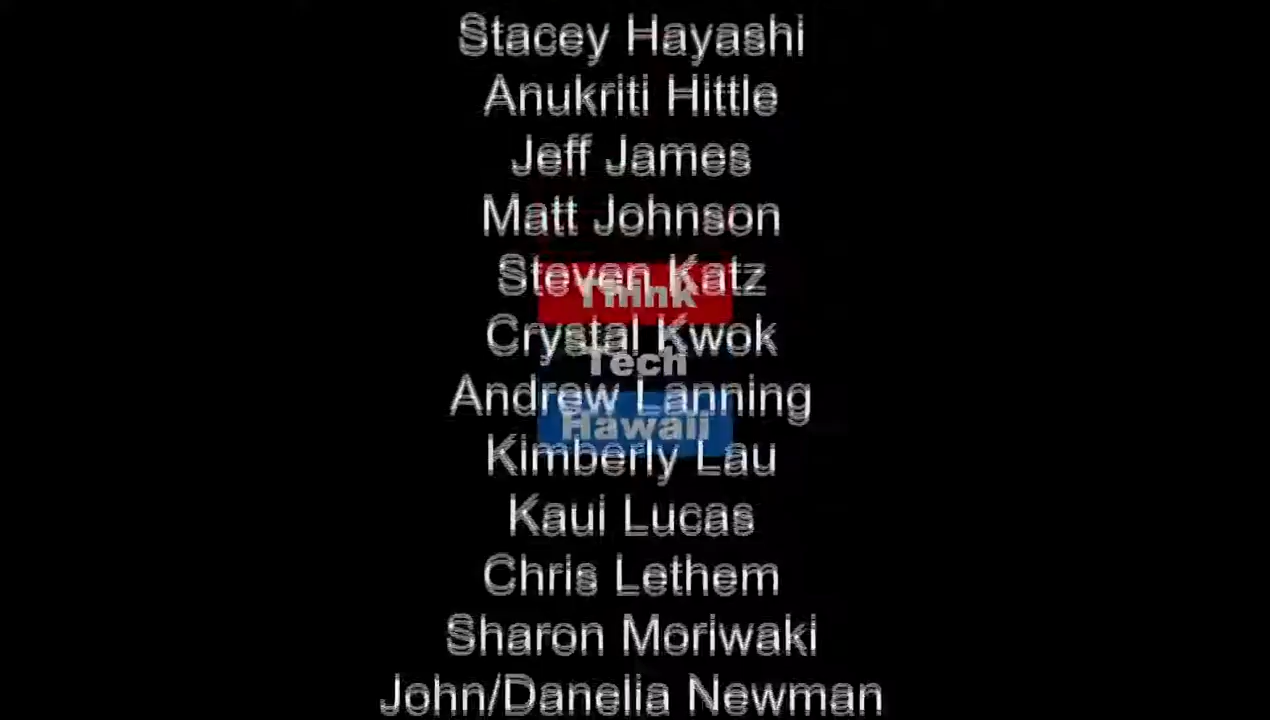 Stacey Hayashi
Anukriti Hittle
Jeff James
Matt Johnson
Steven Katz
Think
Crystal Kwok
Tech
Andrew Lanning
Hawaii
Kimberly Lau
Kaui Lucas
Chris Lethem
Sharon Moriwaki
John/Danelia Newman